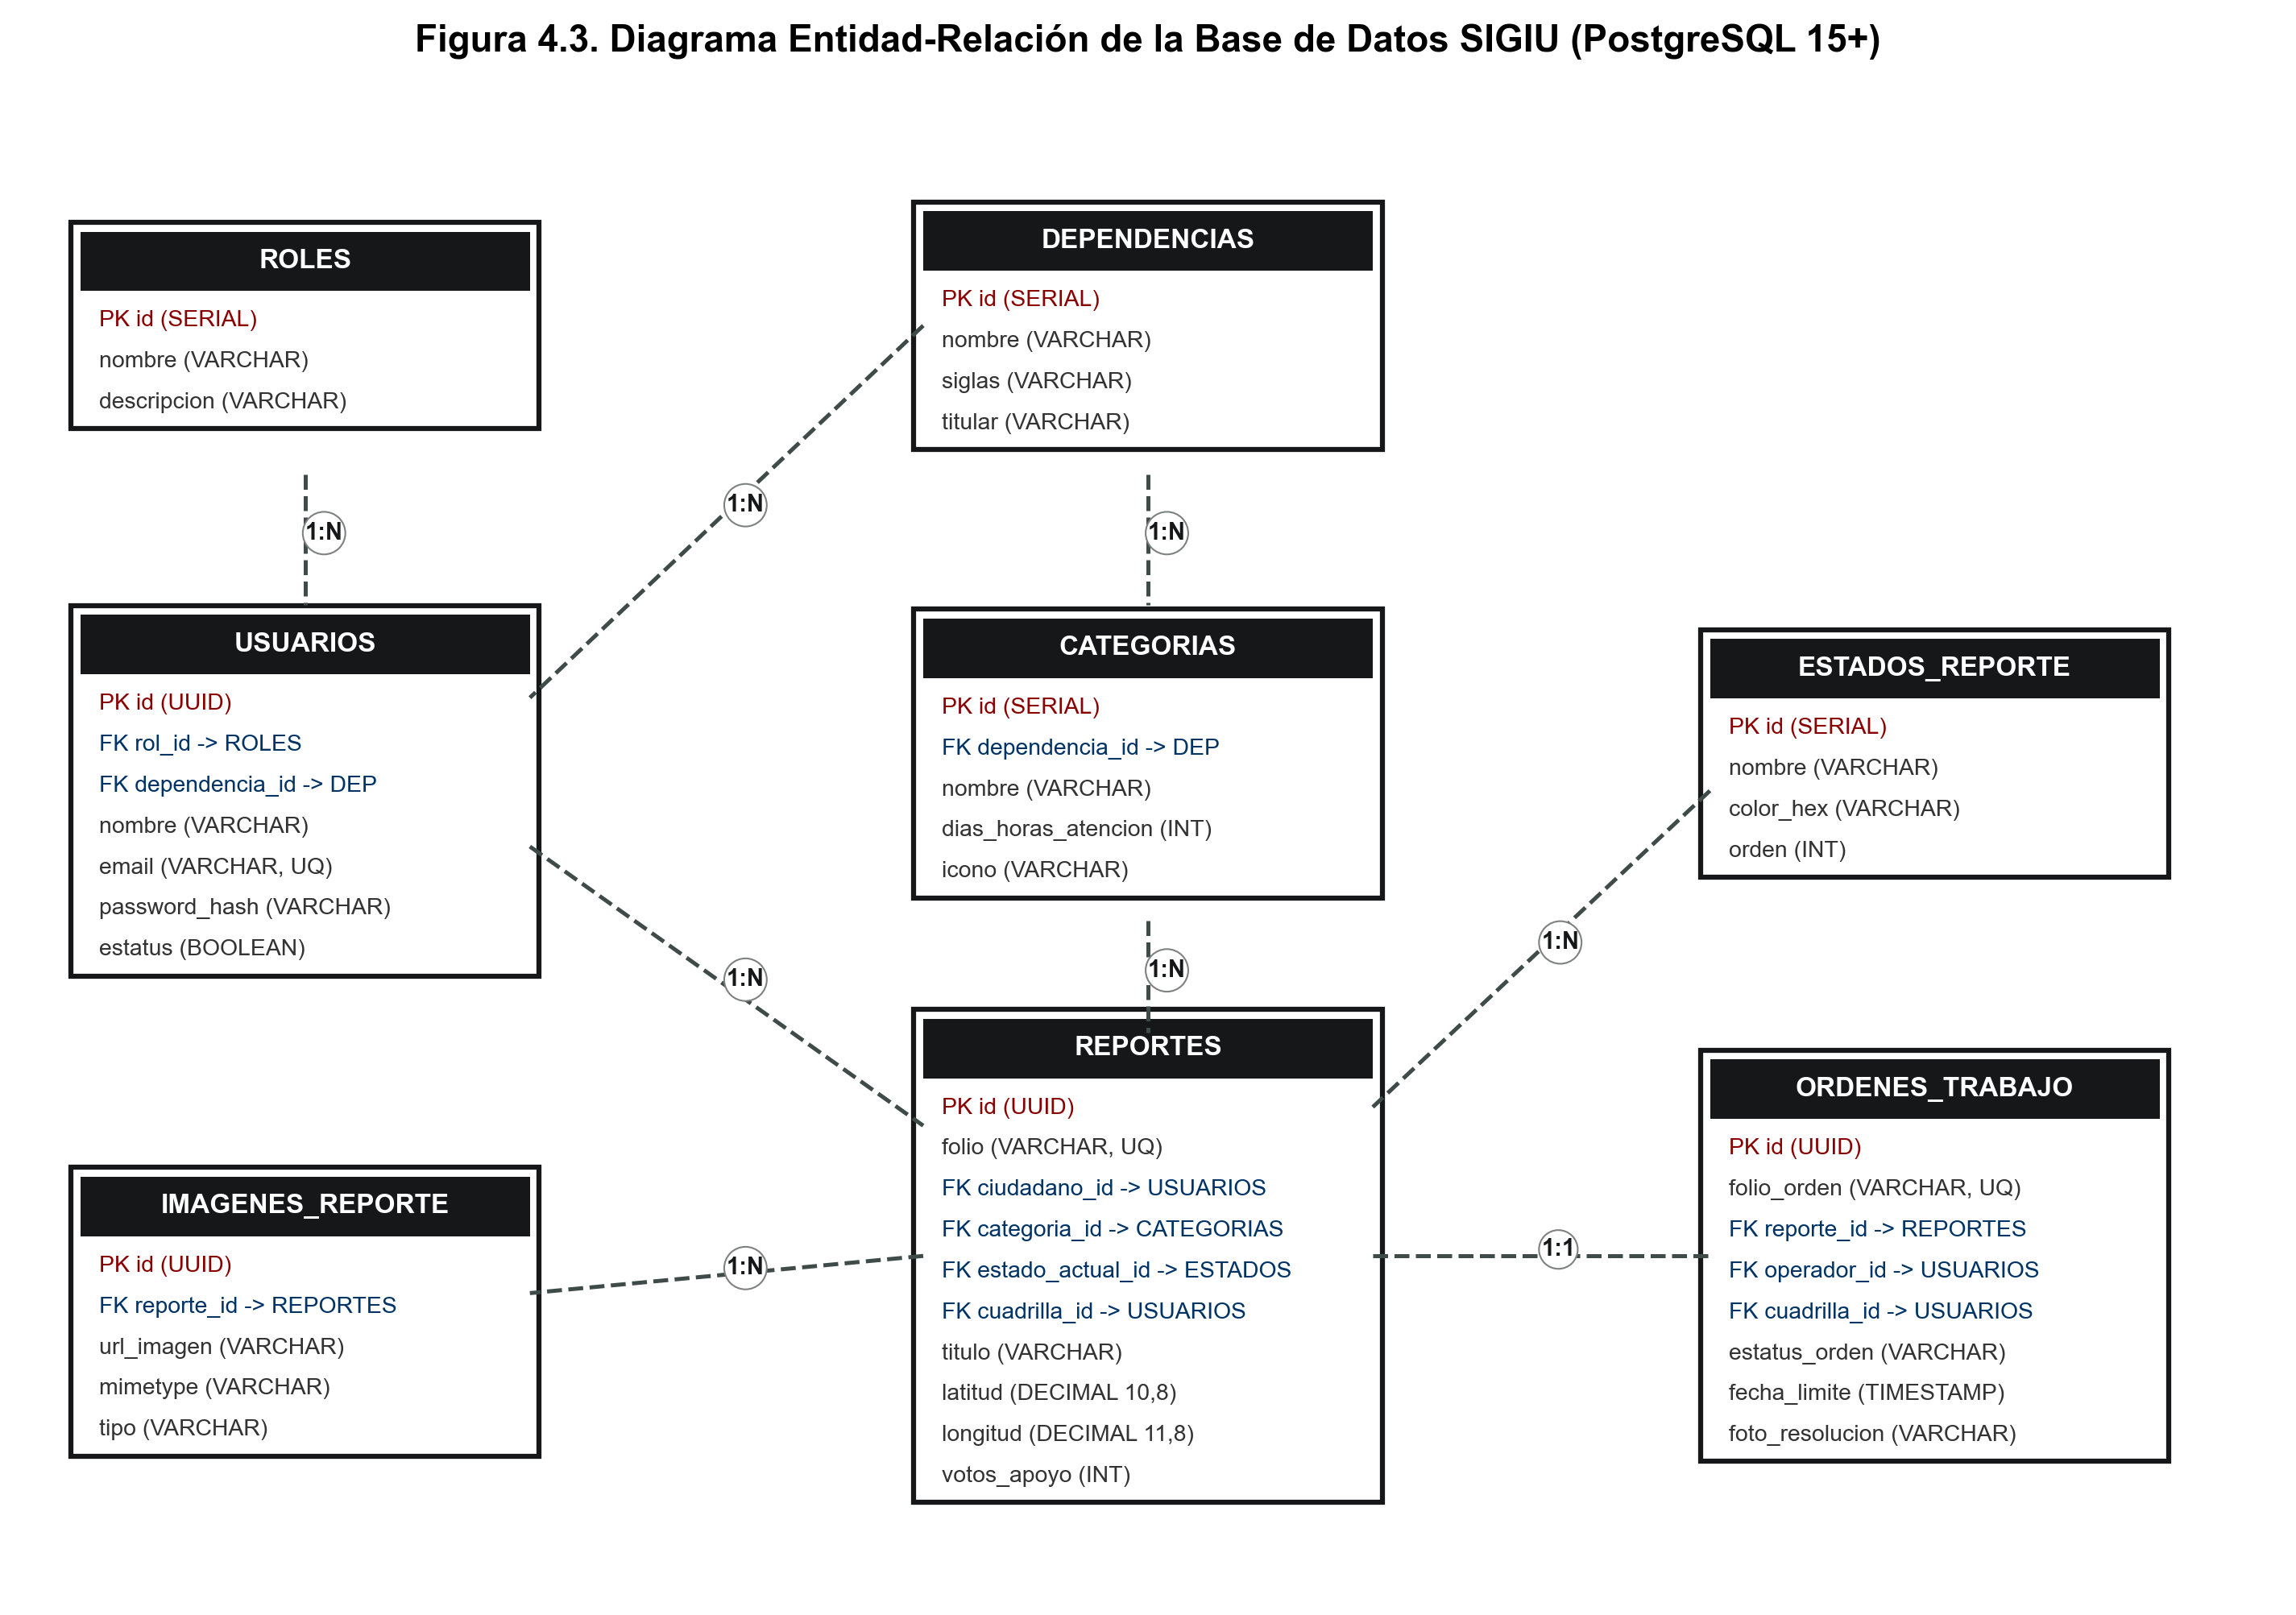 Figura 4.3. Diagrama Entidad-Relación de la Base de Datos SIGIU (PostgreSQL 15+)
ROLES
PK id (SERIAL)
nombre (VARCHAR)
descripcion (VARCHAR)
DEPENDENCIAS
PK id (SERIAL)
nombre (VARCHAR)
siglas (VARCHAR)
titular (VARCHAR)
1:N
1:N
1:N
USUARIOS
PK id (UUID)
FK rol_id -> ROLES
FK dependencia_id -> DEP
nombre (VARCHAR)
email (VARCHAR, UQ)
password_hash (VARCHAR)
estatus (BOOLEAN)
CATEGORIAS
PK id (SERIAL)
FK dependencia_id -> DEP
nombre (VARCHAR)
dias_horas_atencion (INT)
icono (VARCHAR)
ESTADOS_REPORTE
PK id (SERIAL)
nombre (VARCHAR)
color_hex (VARCHAR)
orden (INT)
1:N
1:N
1:N
IMAGENES_REPORTE
PK id (UUID)
FK reporte_id -> REPORTES
url_imagen (VARCHAR)
mimetype (VARCHAR)
tipo (VARCHAR)
1:N
REPORTES
PK id (UUID)
folio (VARCHAR, UQ)
FK ciudadano_id -> USUARIOS
FK categoria_id -> CATEGORIAS
FK estado_actual_id -> ESTADOS
FK cuadrilla_id -> USUARIOS
titulo (VARCHAR)
latitud (DECIMAL 10,8)
longitud (DECIMAL 11,8)
votos_apoyo (INT)
1:1
ORDENES_TRABAJO
PK id (UUID)
folio_orden (VARCHAR, UQ)
FK reporte_id -> REPORTES
FK operador_id -> USUARIOS
FK cuadrilla_id -> USUARIOS
estatus_orden (VARCHAR)
fecha_limite (TIMESTAMP)
foto_resolucion (VARCHAR)